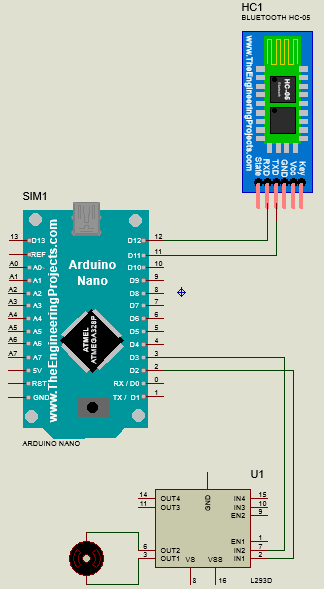 HC1
BLUETOOTH HC-05
www.TheEngineeringProjects.com
HC-05
State
RXD
TXD
GND
Vcc
Key
SIM1
www.TheEngineeringProjects.com
Arduino
Nano
ATMEL
ATMEGA328P
13 D13
REF
A0 A0
A1 A1
A2 A2
A3 A3
A4 A4
A5 A5
A6 A6
A7 A7
5V
RST
GND
D12 12
D11 11
D10 10
D9 9
D8 8
D7 7
D6 6
D5 5
D4 4
D3 3
D2 2
RX / D0 0
TX / D1 1
ARDUINO NANO
U1
14 OUT4
11 OUT3
6 OUT2
3 OUT1
GND
IN4 15
IN3 10
EN2 9
EN1 1
IN2 7
IN1 2
VS
VSS
8
16
L293D